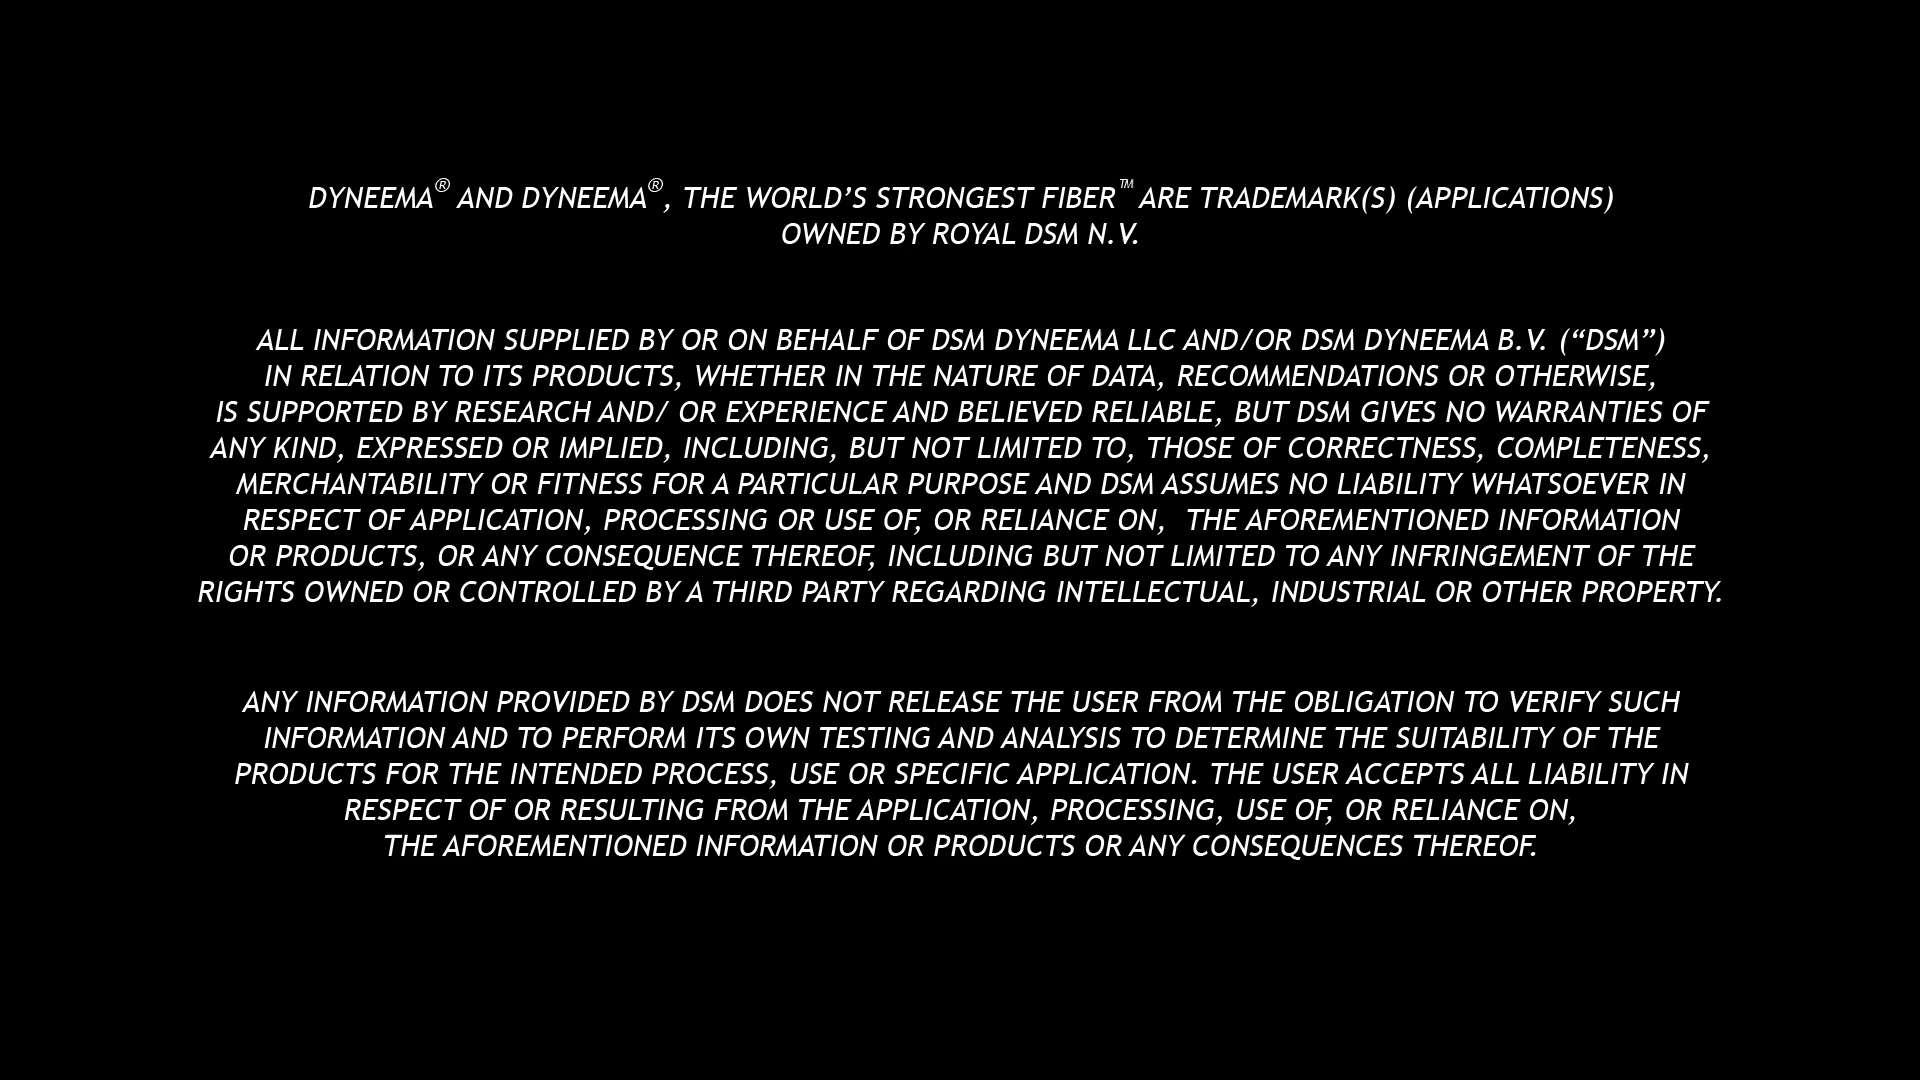 DYNEEMA® AND DYNEEMA®, THE WORLD’S STRONGEST FIBER™ ARE TRADEMARK(S) (APPLICATIONS)
OWNED BY ROYAL DSM N.V.
ALL INFORMATION SUPPLIED BY OR ON BEHALF OF DSM DYNEEMA LLC AND/OR DSM DYNEEMA B.V. (“DSM”)
IN RELATION TO ITS PRODUCTS, WHETHER IN THE NATURE OF DATA, RECOMMENDATIONS OR OTHERWISE,
IS SUPPORTED BY RESEARCH AND/ OR EXPERIENCE AND BELIEVED RELIABLE, BUT DSM GIVES NO WARRANTIES OF
ANY KIND, EXPRESSED OR IMPLIED, INCLUDING, BUT NOT LIMITED TO, THOSE OF CORRECTNESS, COMPLETENESS,
MERCHANTABILITY OR FITNESS FOR A PARTICULAR PURPOSE AND DSM ASSUMES NO LIABILITY WHATSOEVER IN
RESPECT OF APPLICATION, PROCESSING OR USE OF, OR RELIANCE ON,  THE AFOREMENTIONED INFORMATION
OR PRODUCTS, OR ANY CONSEQUENCE THEREOF, INCLUDING BUT NOT LIMITED TO ANY INFRINGEMENT OF THE
RIGHTS OWNED OR CONTROLLED BY A THIRD PARTY REGARDING INTELLECTUAL, INDUSTRIAL OR OTHER PROPERTY.
ANY INFORMATION PROVIDED BY DSM DOES NOT RELEASE THE USER FROM THE OBLIGATION TO VERIFY SUCH
INFORMATION AND TO PERFORM ITS OWN TESTING AND ANALYSIS TO DETERMINE THE SUITABILITY OF THE
PRODUCTS FOR THE INTENDED PROCESS, USE OR SPECIFIC APPLICATION. THE USER ACCEPTS ALL LIABILITY IN
RESPECT OF OR RESULTING FROM THE APPLICATION, PROCESSING, USE OF, OR RELIANCE ON,
THE AFOREMENTIONED INFORMATION OR PRODUCTS OR ANY CONSEQUENCES THEREOF.